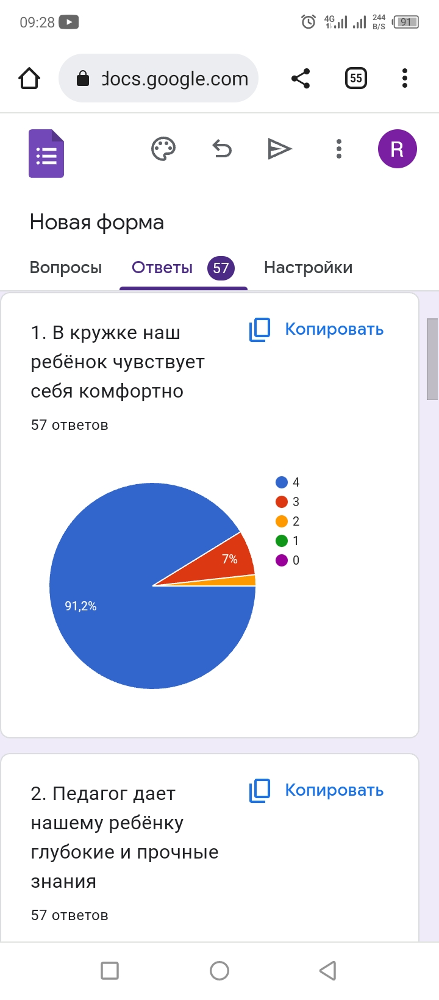 09:28
4G
244
B/S
91
docs.google.com
55
R
Новая форма
Вопросы
Ответы 57
Настройки
1. В кружке наш
ребёнок чувствует
себя комфортно
Копировать
57 ответов
4
3
2
1
0
7%
91,2%
2. Педагог дает
нашему ребёнку
глубокие и прочные
знания
Копировать
57 ответов